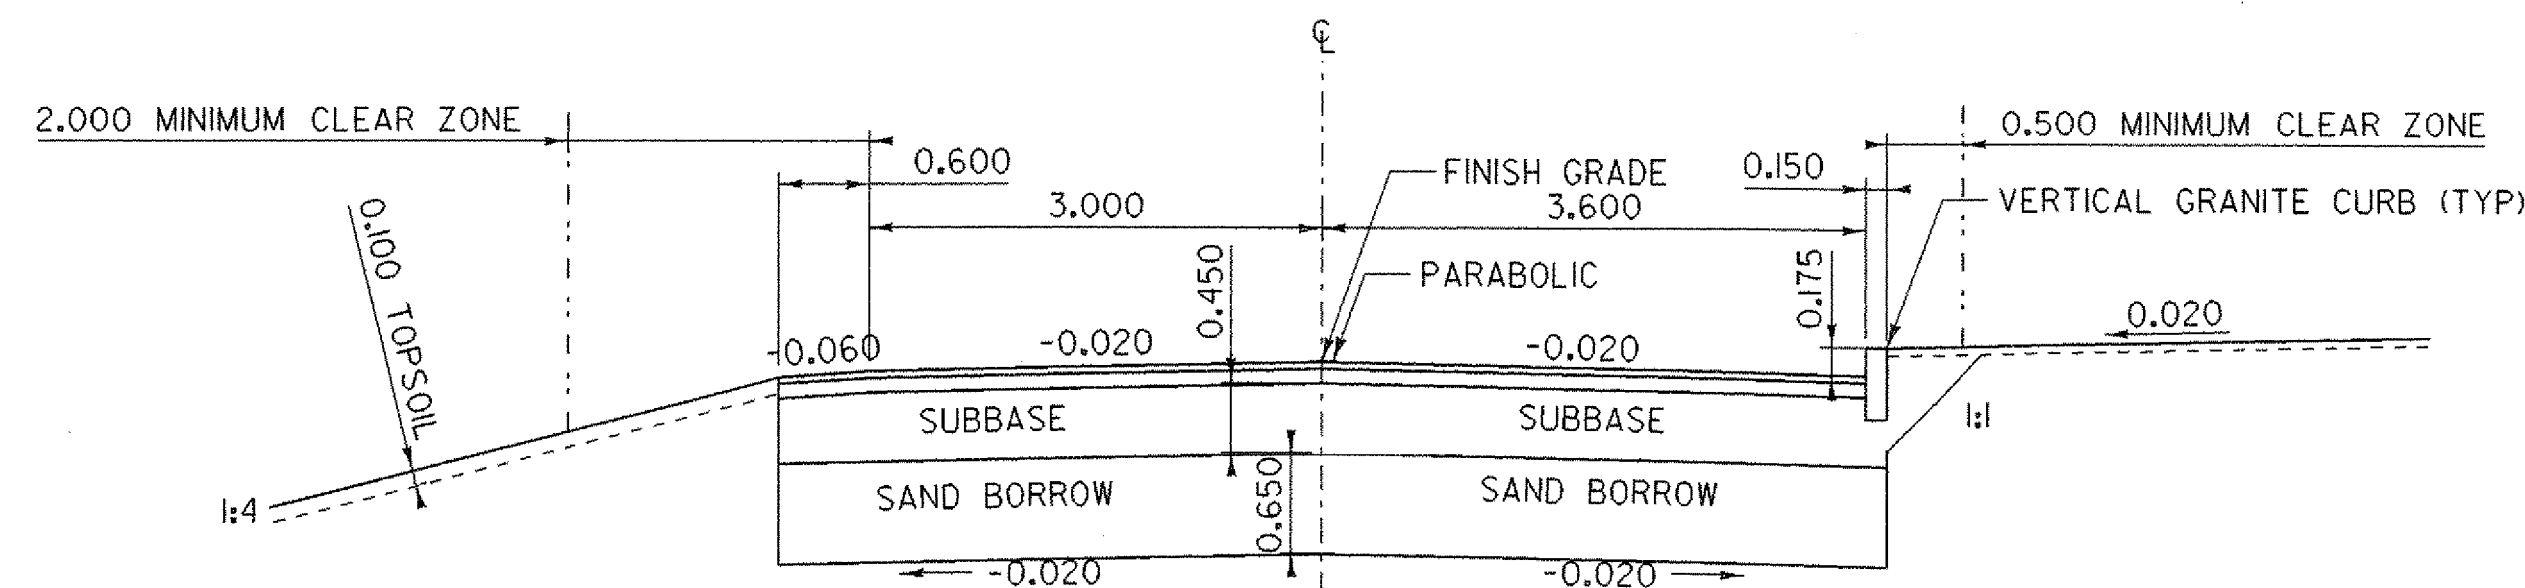 ℄
2.000 MINIMUM CLEAR ZONE
0.500 MINIMUM CLEAR ZONE
0.600
FINISH GRADE
0.150
3.000
3.600
VERTICAL GRANITE CURB (TYP)
0.100 TOPSOIL
0.450
PARABOLIC
0.175
0.020
-0.060
-0.020
-0.020
SUBBASE
SUBBASE
1:1
SAND BORROW
0.650
SAND BORROW
1:4
-0.020
-0.020